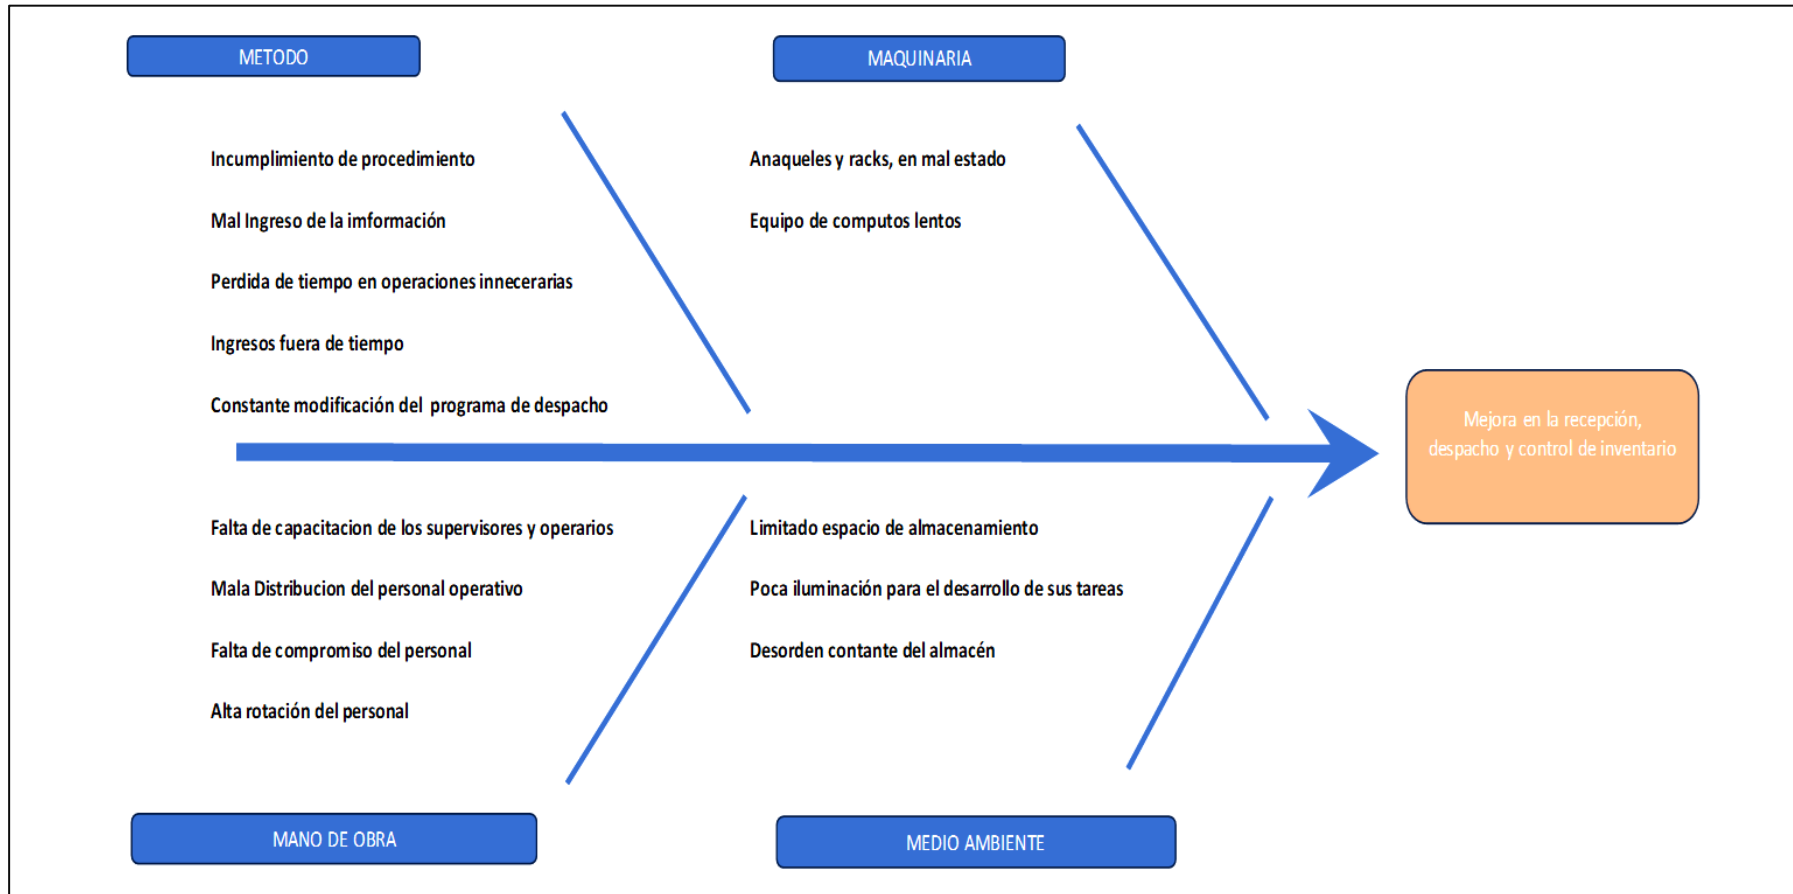 METODO
MAQUINARIA
Incumplimiento de procedimiento
Mal Ingreso de la imformación
Perdida de tiempo en operaciones innecerarias
Ingresos fuera de tiempo
Constante modificación del programa de despacho
Anaqueles y racks, en mal estado
Equipo de computos lentos
Mejora en la recepción,
despacho y control de inventario
Falta de capacitacion de los supervisores y operarios
Mala Distribucion del personal operativo
Falta de compromiso del personal
Alta rotación del personal
Limitado espacio de almacenamiento
Poca iluminación para el desarrollo de sus tareas
Desorden contante del almacén
MANO DE OBRA
MEDIO AMBIENTE